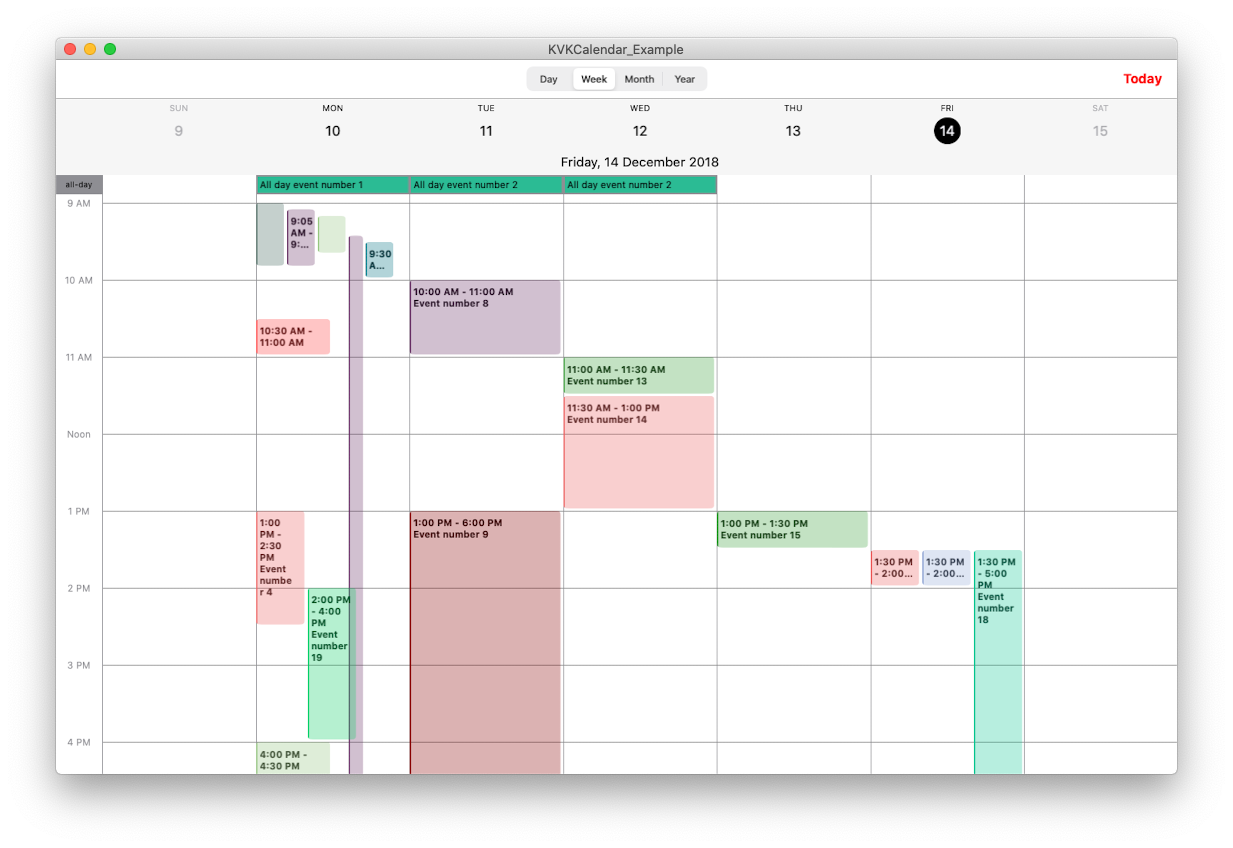 KVKCalendar_Example
Day Week Month Year
Today
SUN MON TUE WED THU FRI SAT
9 10 11 12 13 14 15
Friday, 14 December 2018
all-day
All day event number 1
All day event number 2
All day event number 2
9 AM
9:05
AM -
9:...
9:30
A...
10 AM
10:00 AM - 11:00 AM
Event number 8
10:30 AM -
11:00 AM
11 AM
11:00 AM - 11:30 AM
Event number 13
11:30 AM - 1:00 PM
Event number 14
Noon
1 PM
1:00
PM -
2:30
PM
Event
numbe
r 4
1:00 PM - 6:00 PM
Event number 9
1:00 PM - 1:30 PM
Event number 15
1:30 PM
- 2:00...
1:30 PM
- 2:00...
1:30 PM
- 5:00
PM
Event
number
18
2 PM
2:00 PM
- 4:00
PM
Event
number
19
3 PM
4 PM
4:00 PM -
4:30 PM